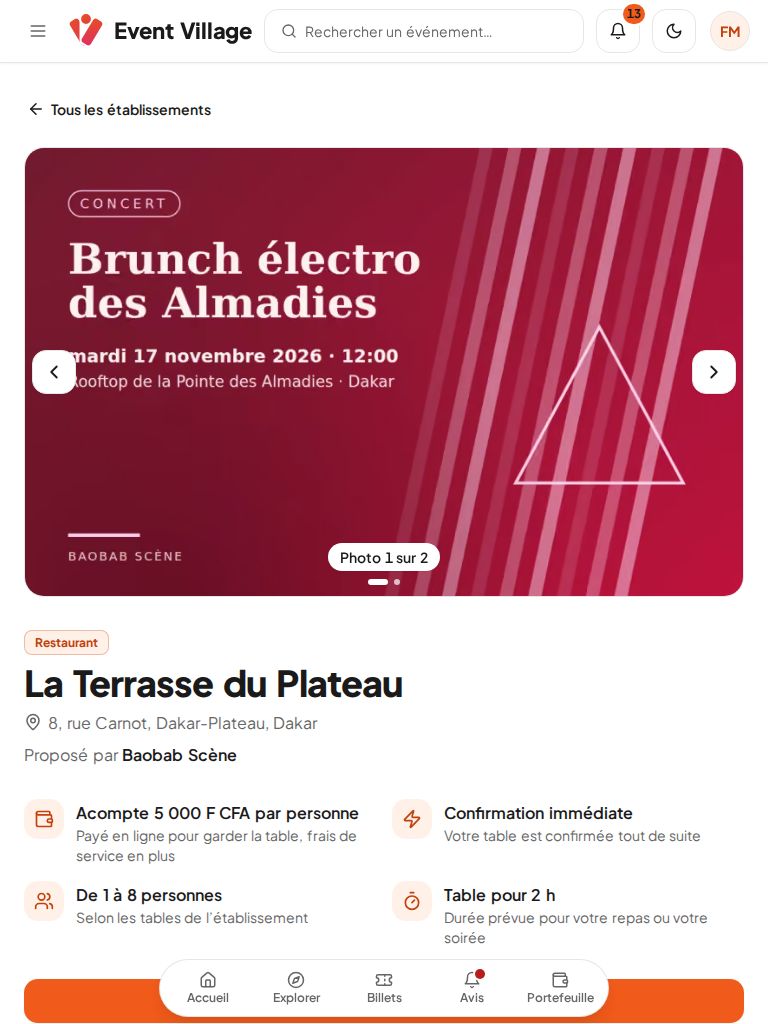 Event Village
Rechercher un événement…
13
FM
Tous les établissements
CONCERT
Brunch électro
des Almadies
mardi 17 novembre 2026 · 12:00
Rooftop de la Pointe des Almadies · Dakar
BAOBAB SCÈNE
Photo 1 sur 2
Restaurant
La Terrasse du Plateau
8, rue Carnot, Dakar-Plateau, Dakar
Proposé par Baobab Scène
Acompte 5 000 F CFA par personne
Payé en ligne pour garder la table, frais de
service en plus
Confirmation immédiate
Votre table est confirmée tout de suite
De 1 à 8 personnes
Selon les tables de l’établissement
Table pour 2 h
Durée prévue pour votre repas ou votre
soirée
Accueil
Explorer
Billets
Avis
Portefeuille